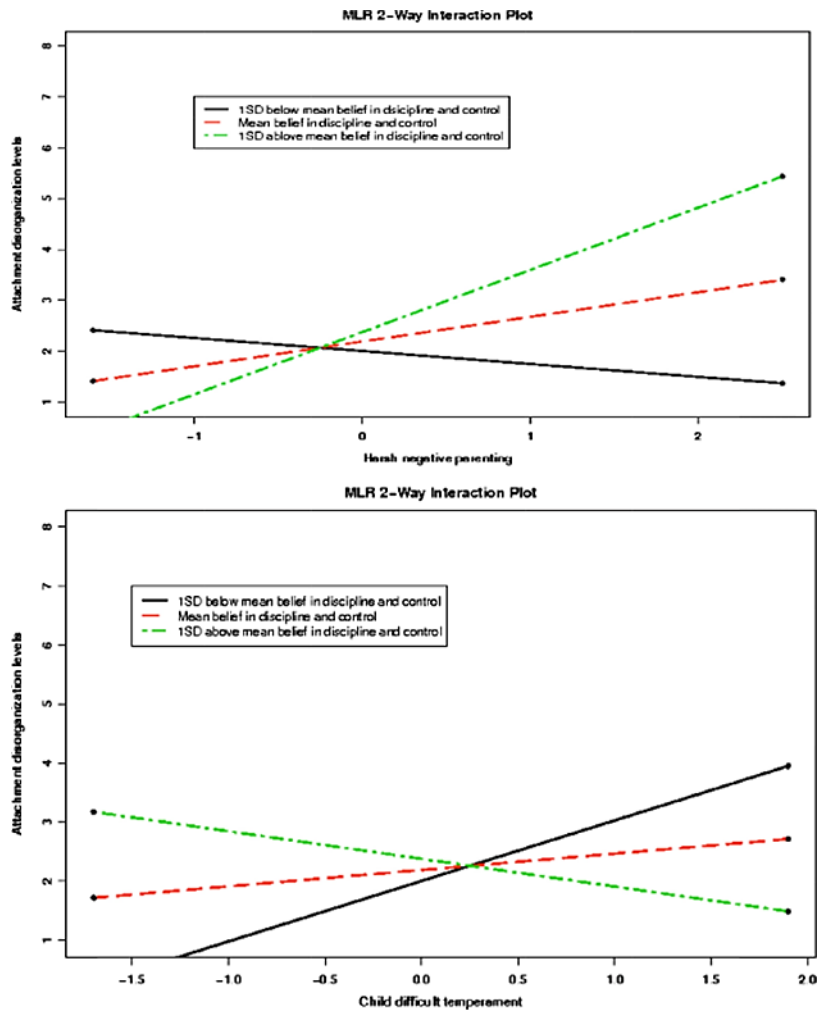 MLR 2-Way Interaction Plot
8
7
6
5
4
3
2
1
Attachment disorganization levels
1SD below mean belief in dsicipline and control
Mean belief in discipline and control
1SD above mean belief in discipline and control
-1 0 1 2
Harsh negative parenting
MLR 2-Way Interaction Plot
8
7
6
5
4
3
2
1
Attachment disorganization levels
1SD below mean belief in discipline and control
Mean belief in discipline and control
1SD above mean belief in discipline and control
-1.5 -1.0 -0.5 0.0 0.5 1.0 1.5 2.0
Child difficult temperement